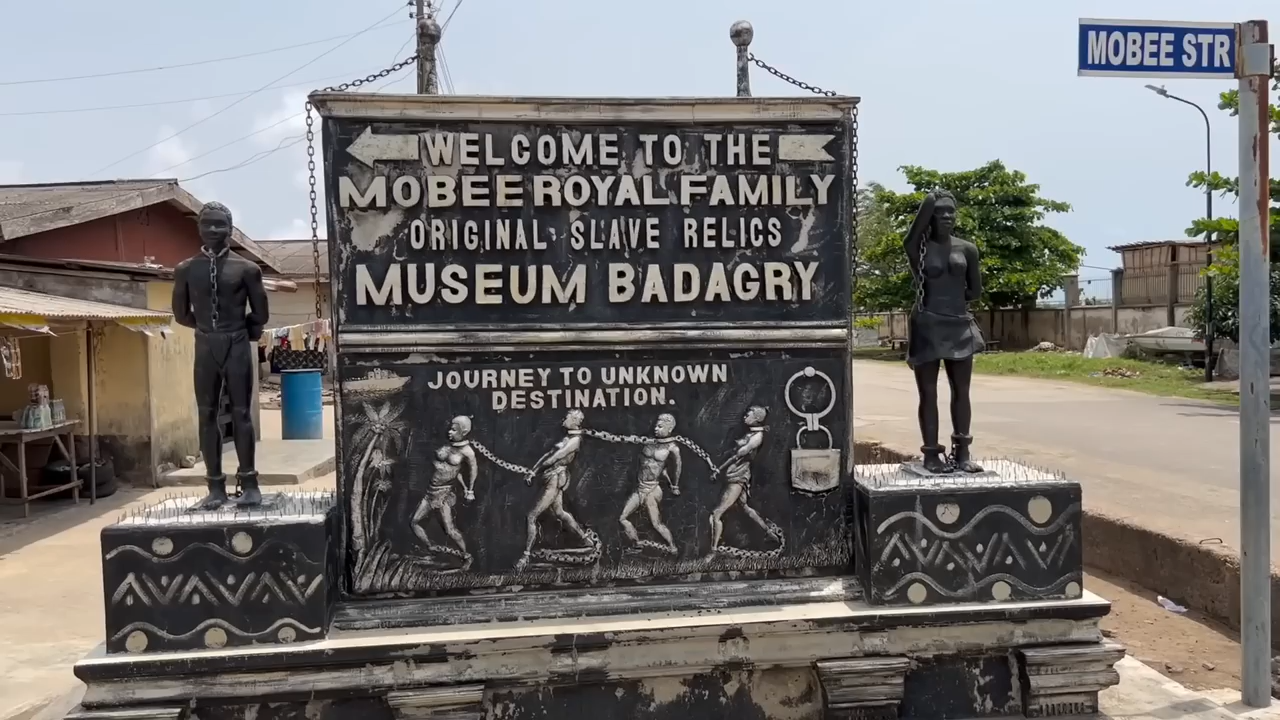 MOBEE STR
WELCOME TO THE
MOBEE ROYAL FAMILY
ORIGINAL SLAVE RELICS
MUSEUM BADAGRY
JOURNEY TO UNKNOWN
DESTINATION.